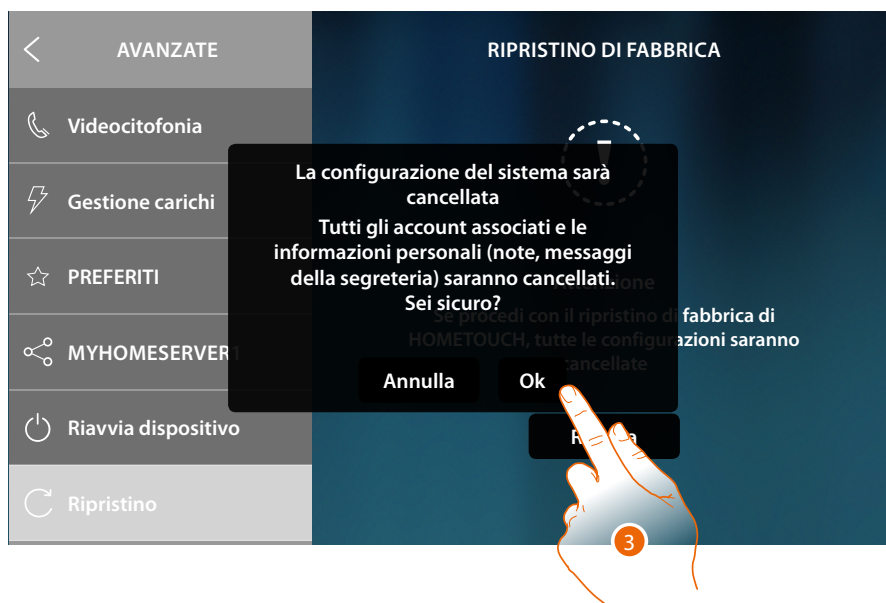 AVANZATE
RIPRISTINO DI FABBRICA
Videocitofonia
Gestione carichi
PREFERITI
MYHOMESERVER1
Riavvia dispositivo
Ripristino
La configurazione del sistema sarà
cancellata
Tutti gli account associati e le
informazioni personali (note, messaggi
della segreteria) saranno cancellati.
Sei sicuro?
Annulla
Ok
Attenzione
Se procedi con il ripristino di fabbrica di
HOMETOUCH, tutte le configurazioni saranno
cancellate
3